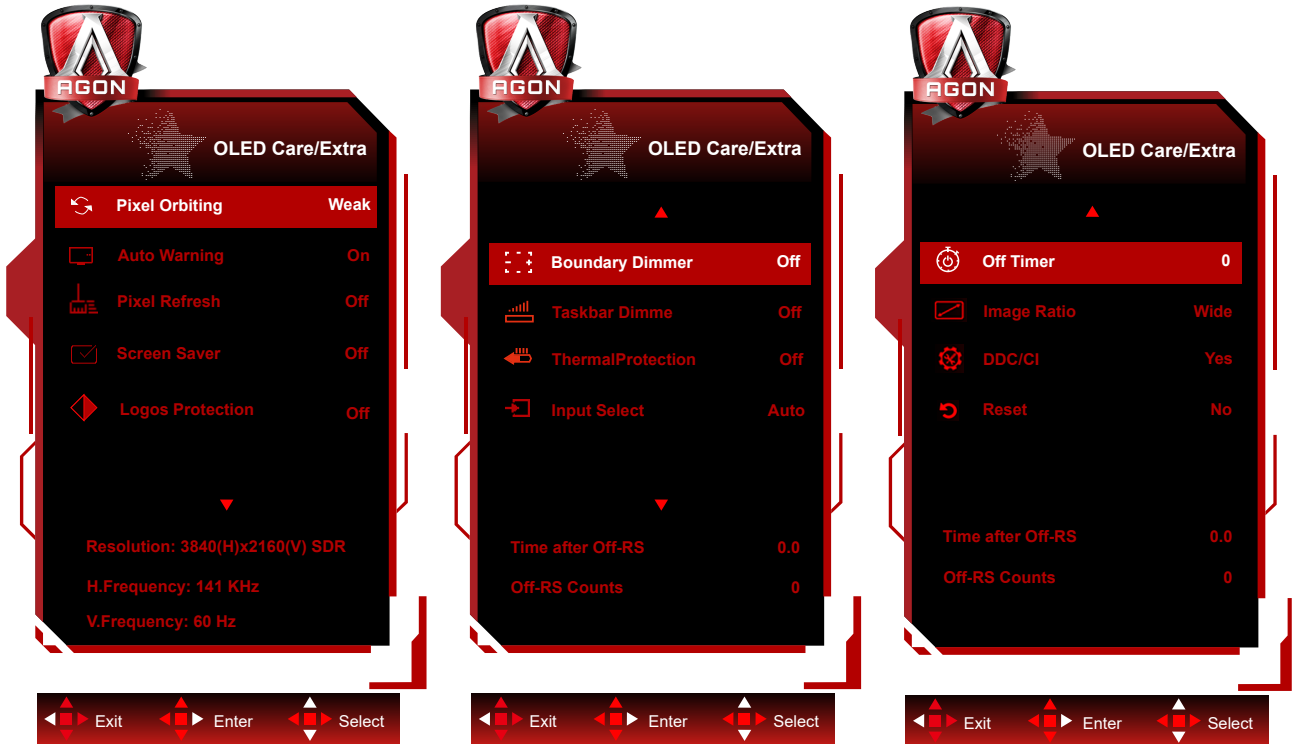 AGON
OLED Care/Extra
Pixel Orbiting Weak
Auto Warning On
Pixel Refresh Off
Screen Saver Off
Logos Protection Off
Resolution: 3840(H)x2160(V) SDR
H.Frequency: 141 KHz
V.Frequency: 60 Hz
Exit Enter Select
AGON
OLED Care/Extra
Boundary Dimmer Off
Taskbar Dimme Off
ThermalProtection Off
Input Select Auto
Time after Off-RS 0.0
Off-RS Counts 0
Exit Enter Select
AGON
OLED Care/Extra
Off Timer 0
Image Ratio Wide
DDC/CI Yes
Reset No
Time after Off-RS 0.0
Off-RS Counts 0
Exit Enter Select